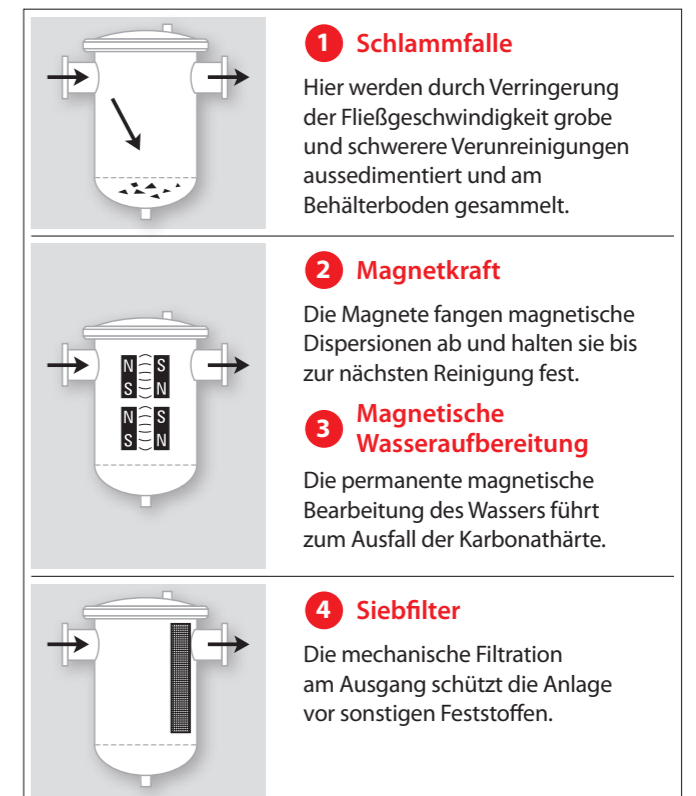 1 Schlammfalle
Hier werden durch Verringerung
der Fließgeschwindigkeit grobe
und schwerere Verunreinigungen
aussedimentiert und am
Behälterboden gesammelt.
2 Magnetkraft
Die Magnete fangen magnetische
Dispersionen ab und halten sie bis
zur nächsten Reinigung fest.
N S
S N
N S
S N
3 Magnetische
Wasseraufbereitung
Die permanente magnetische
Bearbeitung des Wassers führt
zum Ausfall der Karbonathärte.
4 Siebfilter
Die mechanische Filtration
am Ausgang schützt die Anlage
vor sonstigen Feststoffen.